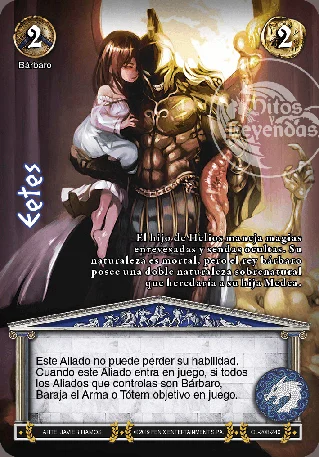 2
2
Bárbaro
Mitos
Leyendas
Eetes
El hijo de Helios maneja magias
enrevesadas y sendas ocultas. Su
naturaleza es mortal, pero el rey bárbaro
posee una doble naturaleza sobrenatural
que heredaría a su hija Medea.
Este Aliado no puede perder su habilidad.
Cuando este Aliado entra en juego, si todos
los Aliados que controlas son Bárbaro,
Baraja el Arma o Tótem objetivo en juego.
ARTE: JAVIER RAMOS